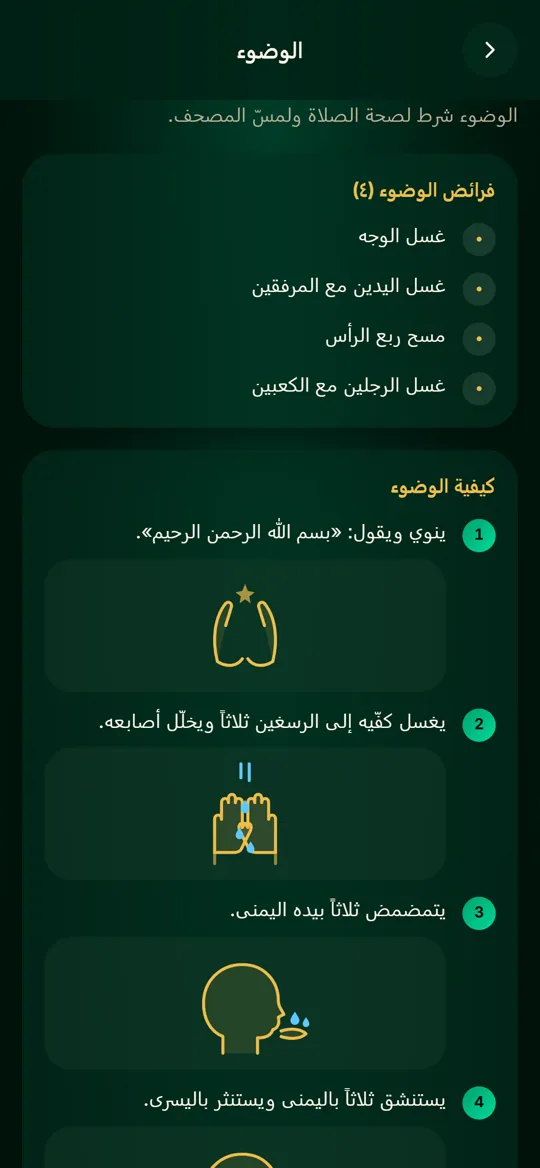 الوضوء
الوضوء شرط لصحة الصلاة ولمسّ المصحف.
فرائض الوضوء (٤)
غسل الوجه
غسل اليدين مع المرفقين
مسح ربع الرأس
غسل الرجلين مع الكعبين
كيفية الوضوء
1 ينوي ويقول: «بسم الله الرحمن الرحيم».
2 يغسل كفّيه إلى الرسغين ثلاثاً ويخلّل أصابعه.
3 يتمضمض ثلاثاً بيده اليمنى.
4 يستنشق ثلاثاً باليمنى ويستنثر باليسرى.